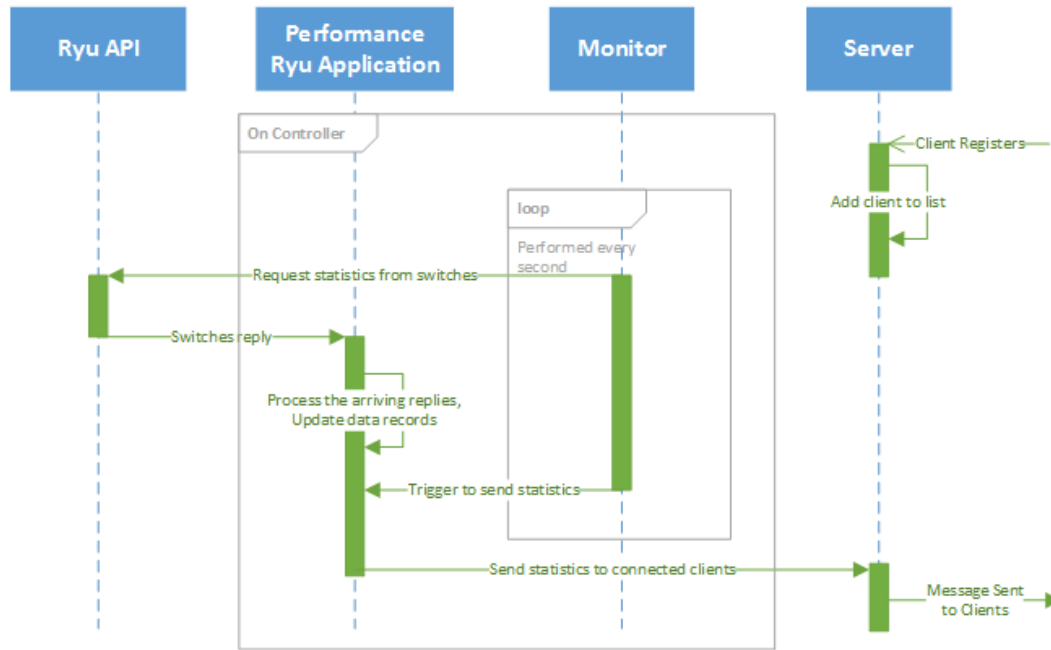 Ryu API
Performance
Ryu Application
Monitor
Server
On Controller
Client Registers
Add client to list
loop
Performed every
second
Request statistics from switches
Switches reply
Process the arriving replies,
Update data records
Trigger to send statistics
Send statistics to connected clients
Message Sent
to Clients